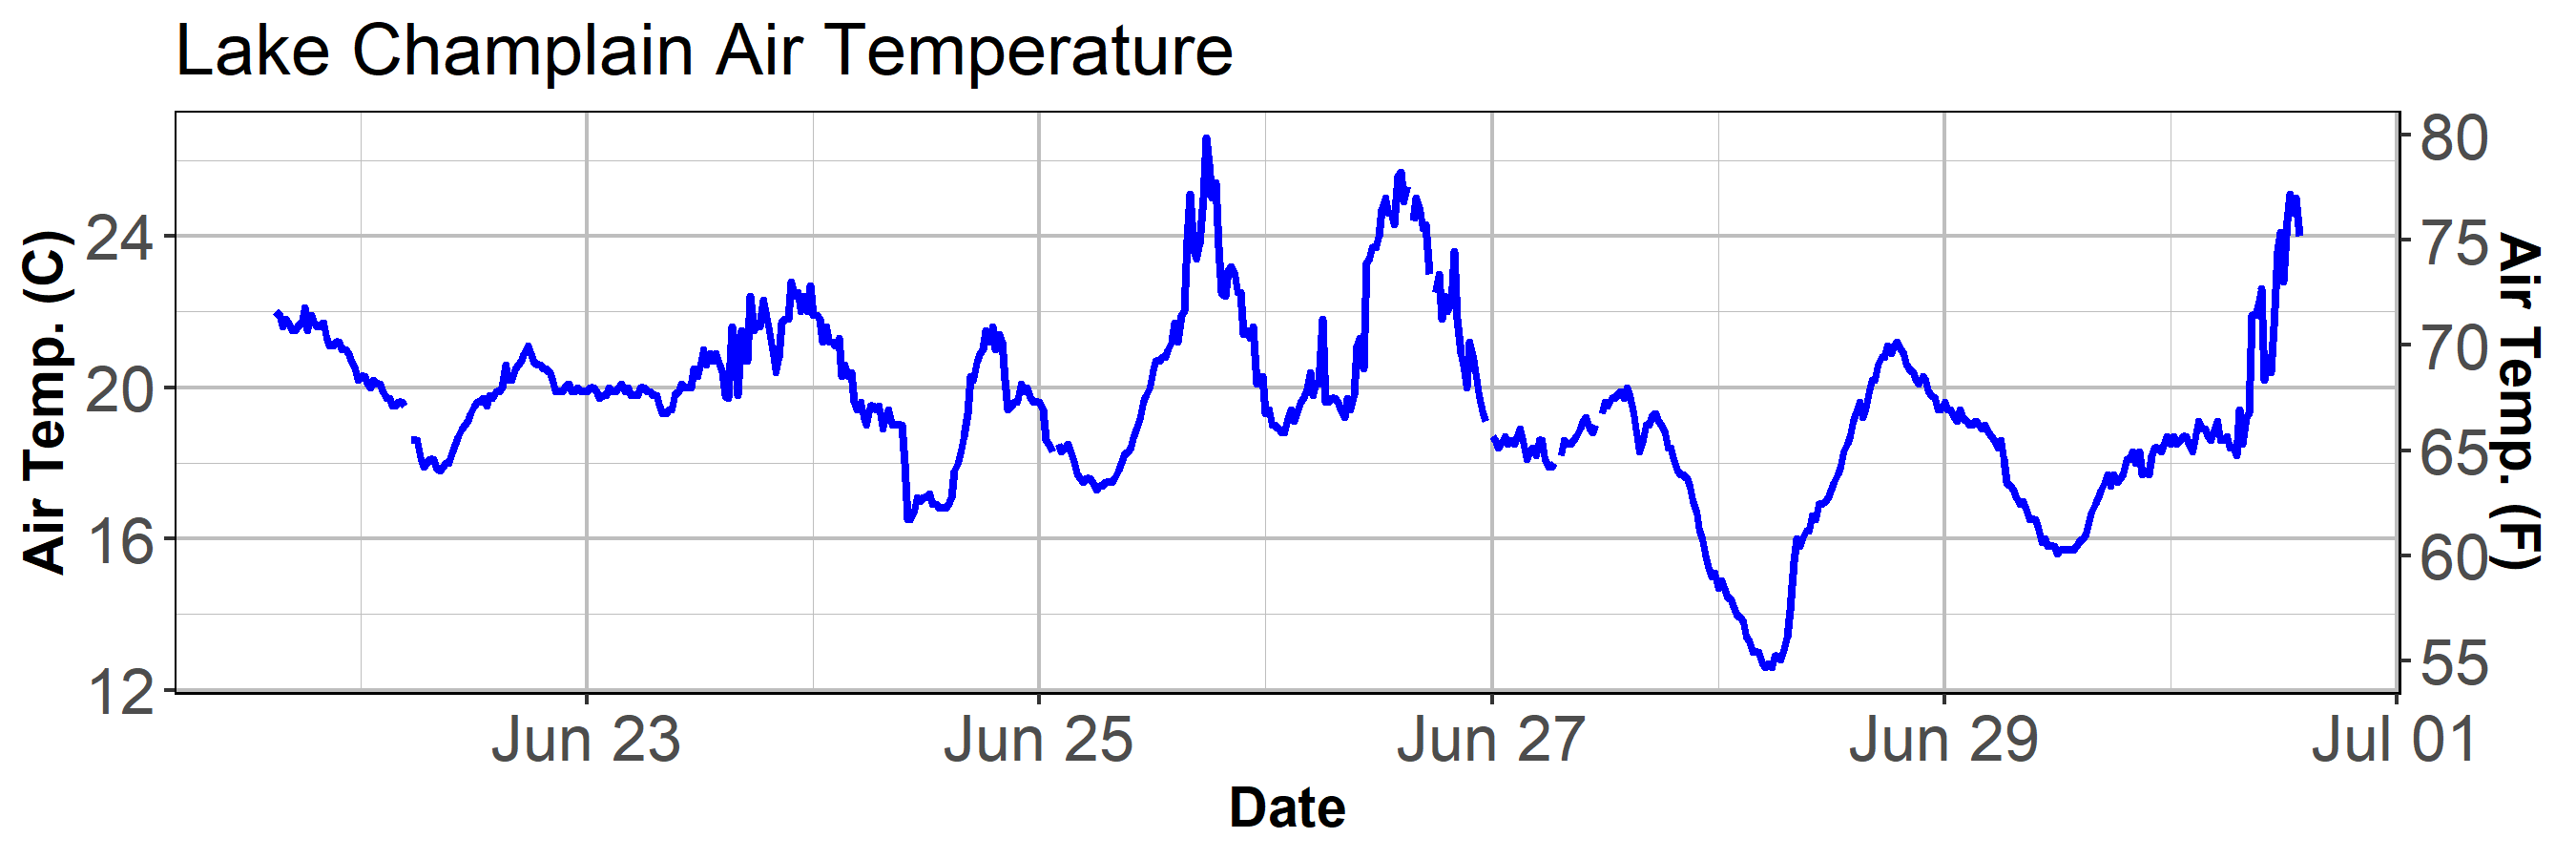 Lake Champlain Air Temperature
Air Temp. (C)
24
20
16
12
80
75
70
65
60
55
Air Temp. (F)
Jun 23
Jun 25
Jun 27
Jun 29
Jul 01
Date